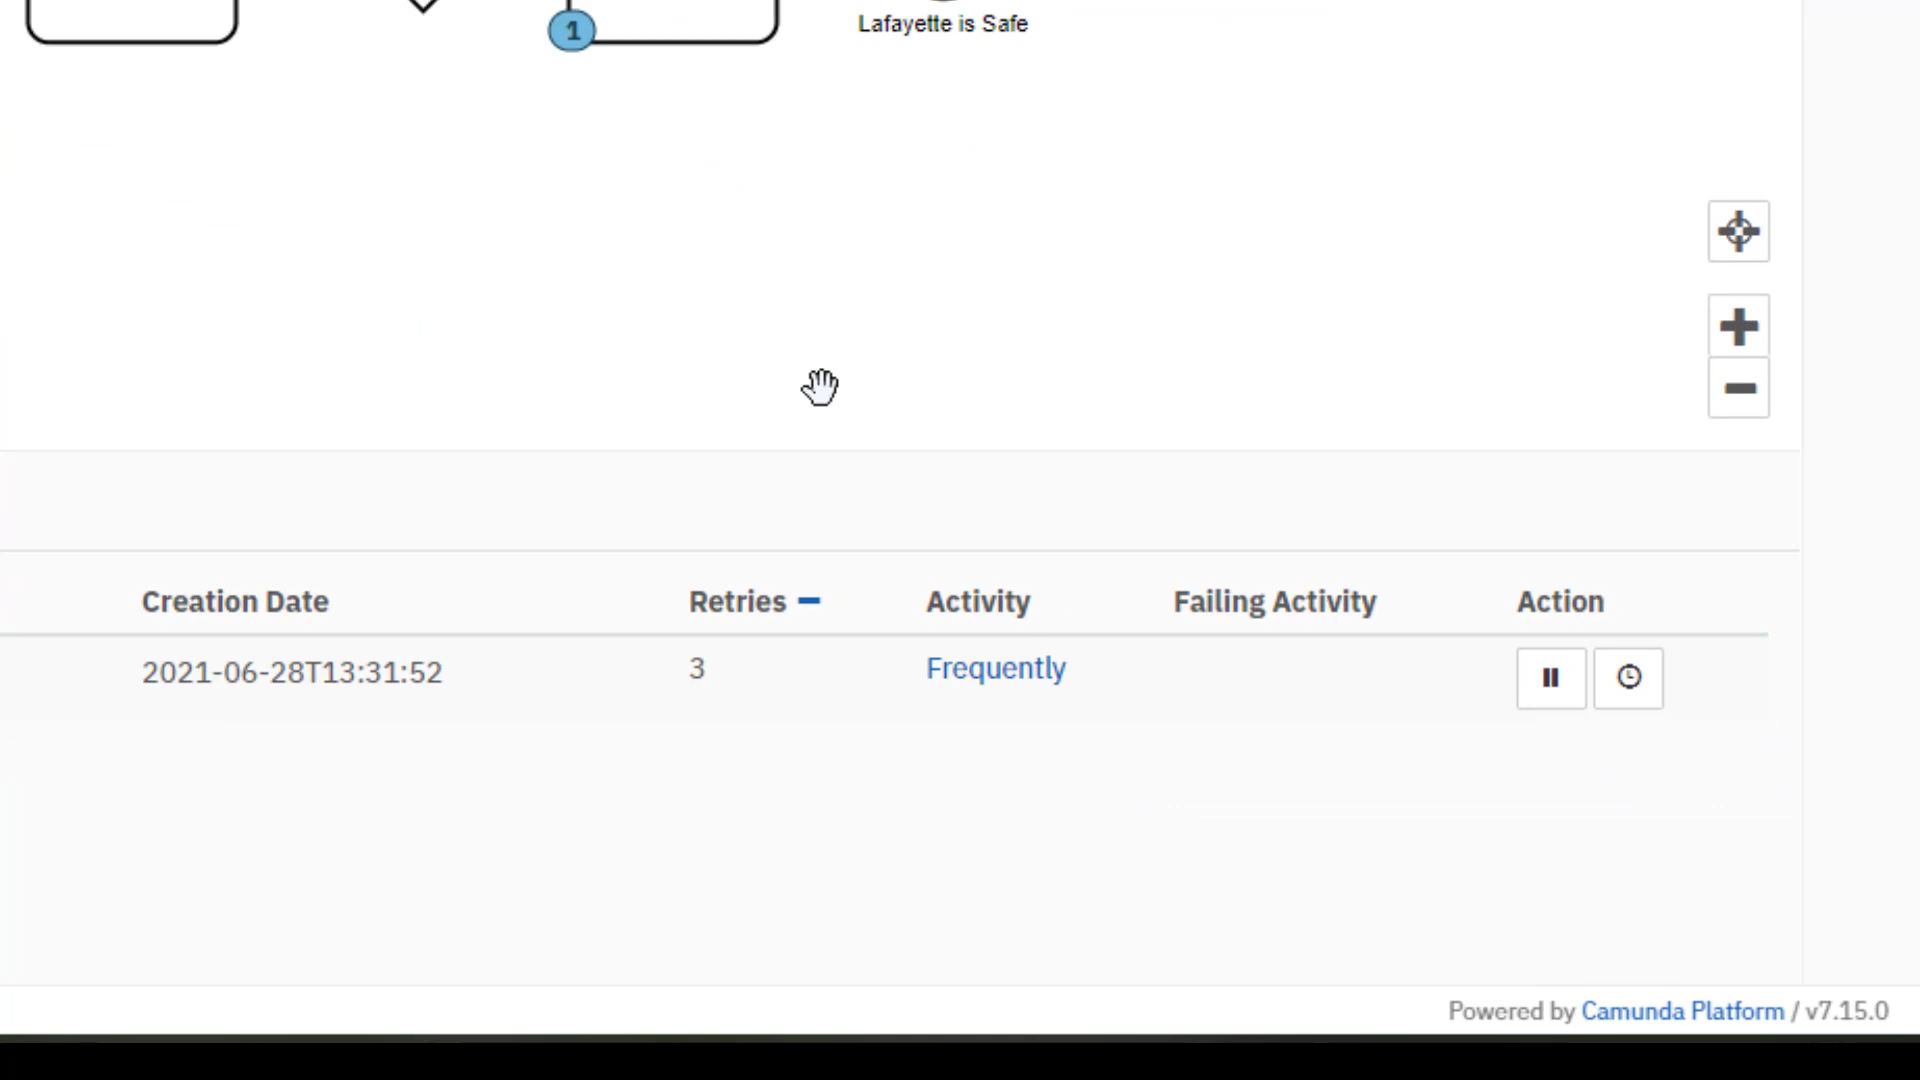 1
Lafayette is Safe
Creation Date Retries Activity Failing Activity Action
2021-06-28T13:31:52 3 Frequently
Powered by Camunda Platform / v7.15.0